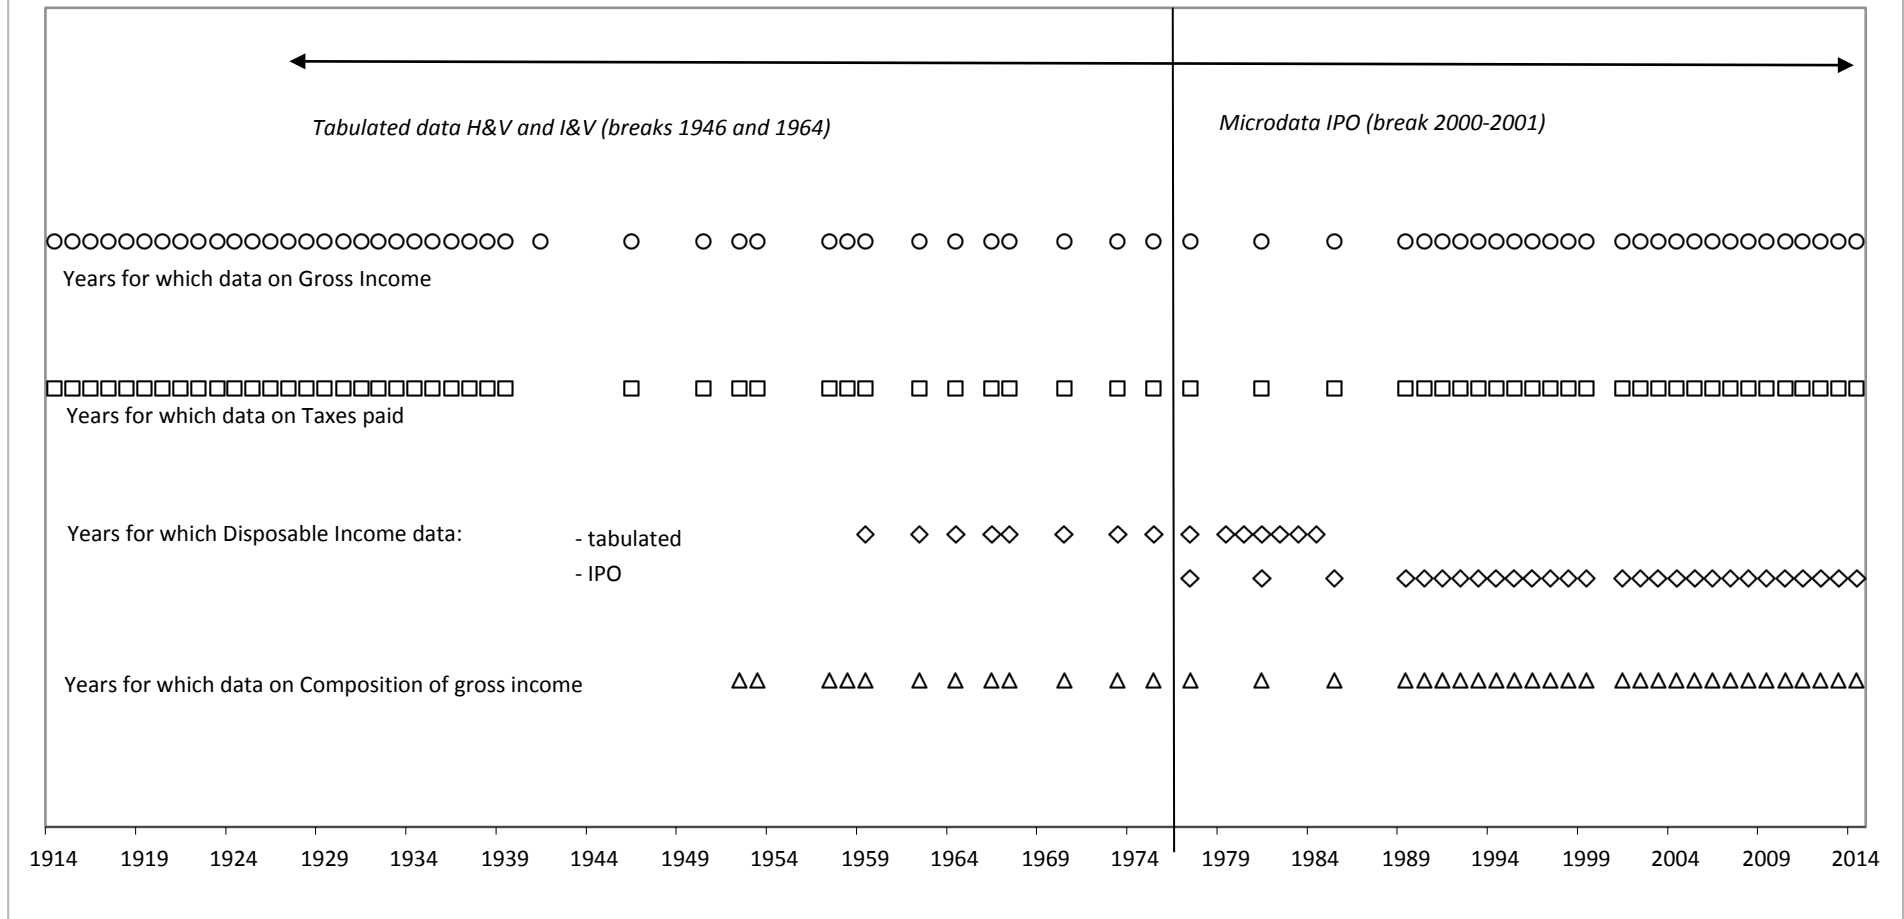 Tabulated data H&V and I&V (breaks 1946 and 1964)
Microdata IPO (break 2000-2001)
Years for which data on Gross Income
Years for which data on Taxes paid
Years for which Disposable Income data:
- tabulated
- IPO
Years for which data on Composition of gross income
1914 1919 1924 1929 1934 1939 1944 1949 1954 1959 1964 1969 1974 1979 1984 1989 1994 1999 2004 2009 2014